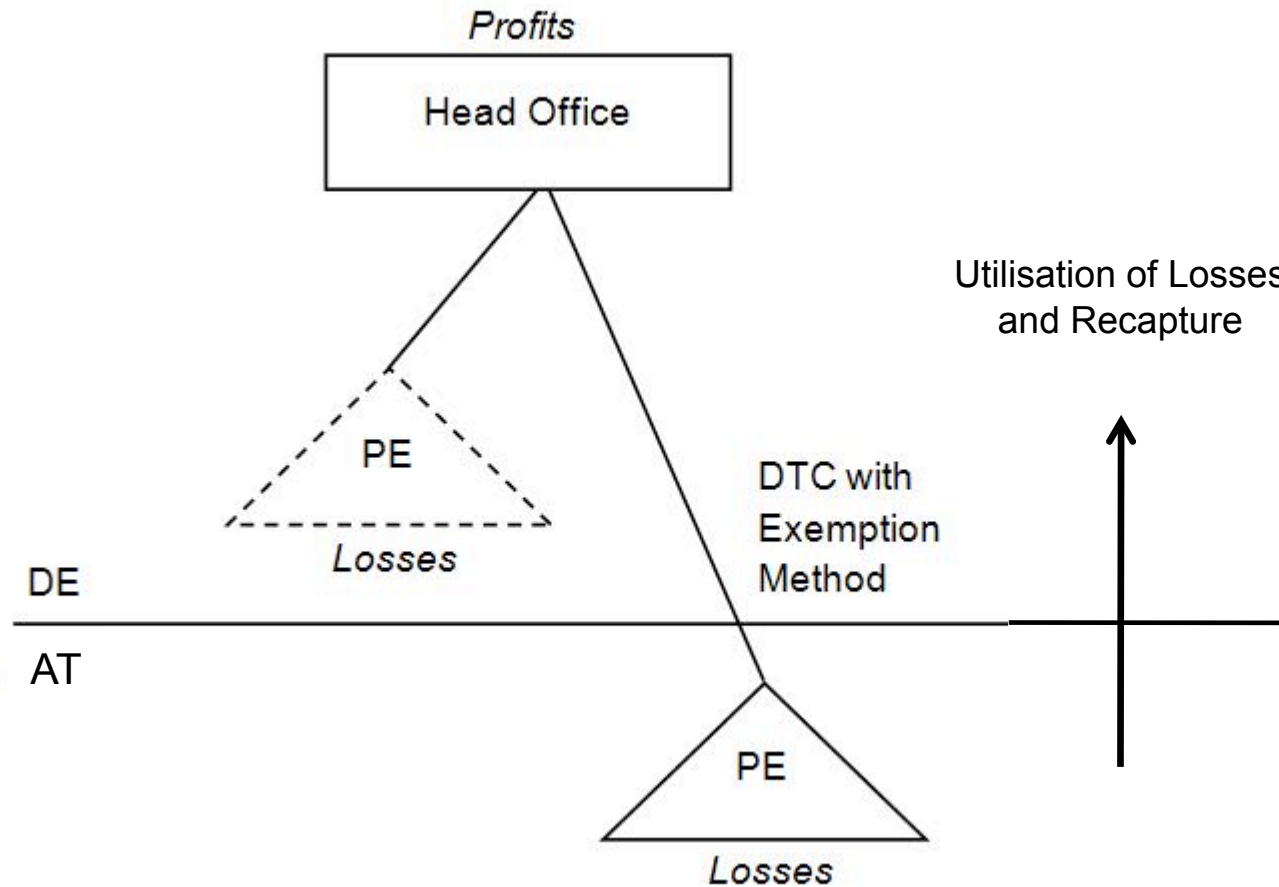 Profits
Head Office
Utilisation of Losses
and Recapture
PE
Losses
DTC with
Exemption
Method
DE
AT
PE
Losses